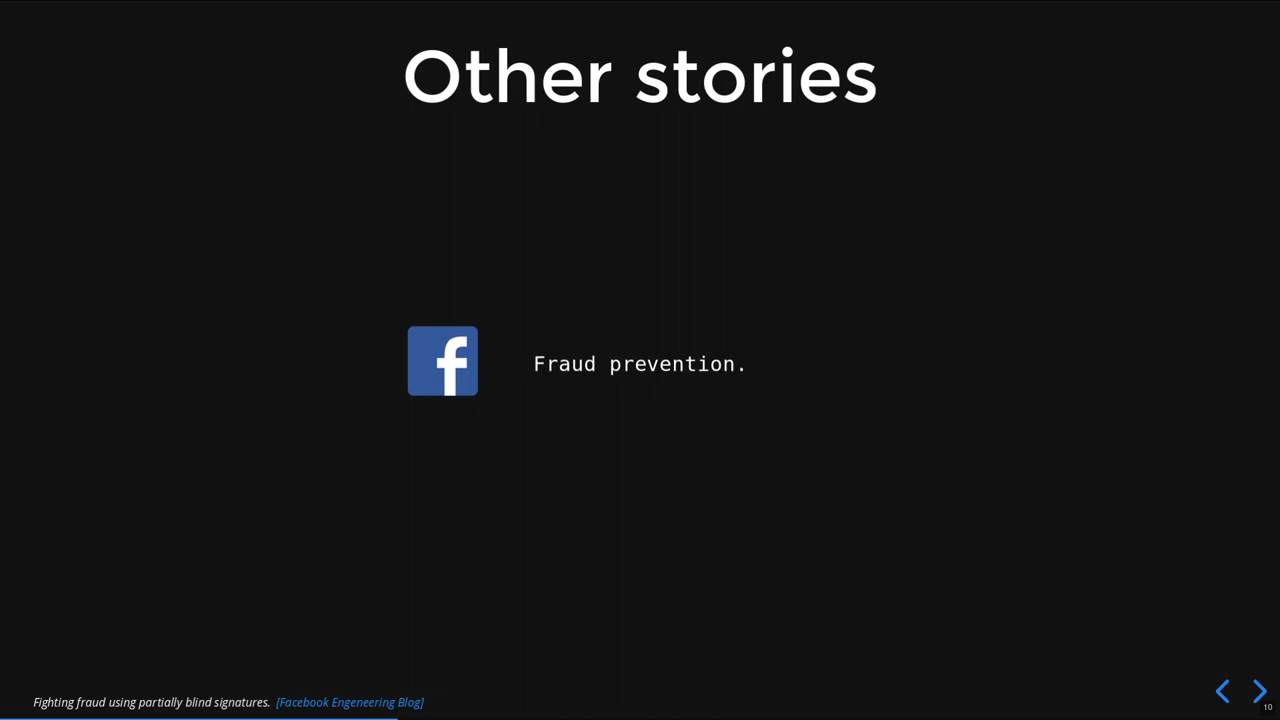 Other stories
Fraud prevention.
Fighting fraud using partially blind signatures. [Facebook Engeneering Blog]
10